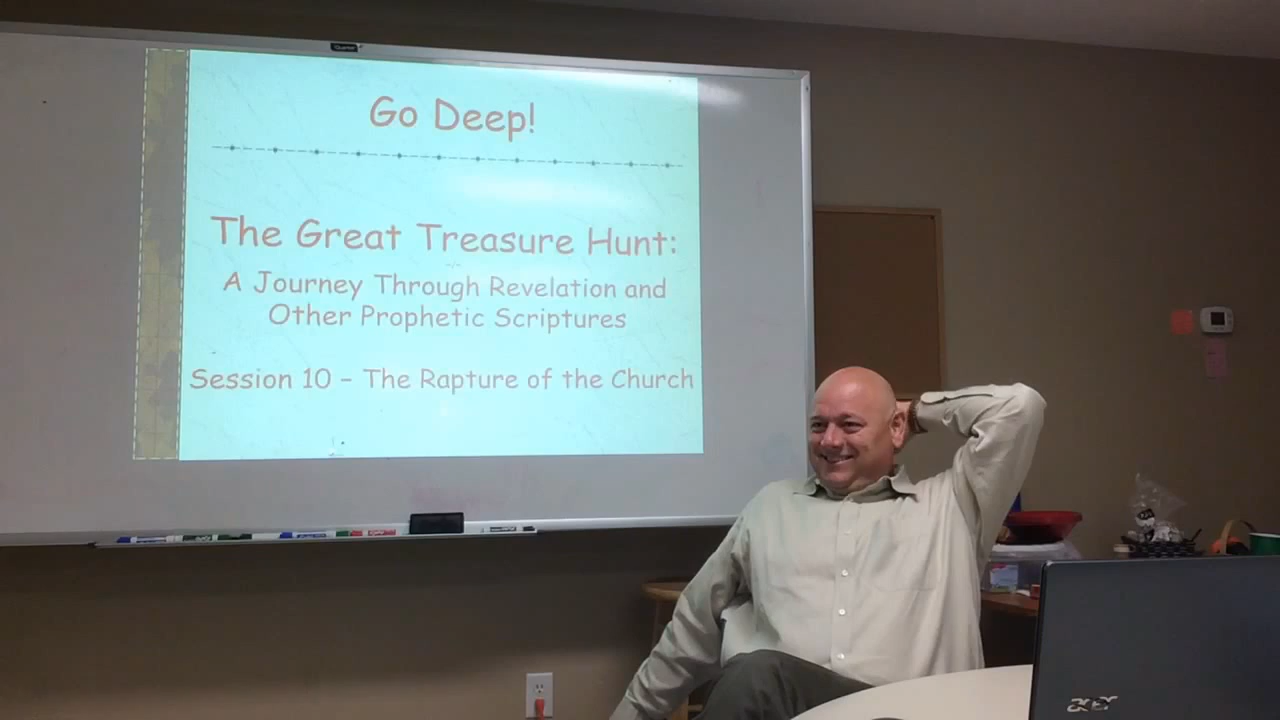 Go Deep!
The Great Treasure Hunt:
A Journey Through Revelation and
Other Prophetic Scriptures
Session 10 – The Rapture of the Church
acer